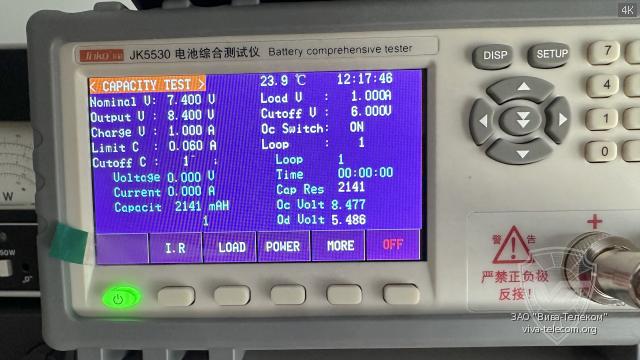 4K
Jinko JK5530 电池综合测试仪 Battery comprehensive tester
< CAPACITY TEST > 23.9 ℃ 12:17:46
Nominal V: 7.400 V Load V : 1.000A
Output V : 8.400 V Cutoff V : 6.000V
Charge V : 1.000 A Oc Switch: ON
Limit C : 0.060 A Loop : 1
Cutoff C : 1 Loop 1
Voltage 0.000 V Time 00:00:00
Current 0.000 A Cap Res 2141
Capacit 2141 mAH Oc Volt 8.477
1 Od Volt 5.486
I.R LOAD POWER MORE OFF
DISP SETUP 7
4
1
0
W
50W
警 告
严禁正负极
反接!
+
ЗАО "Вива-Телеком"
viva-telecom.org